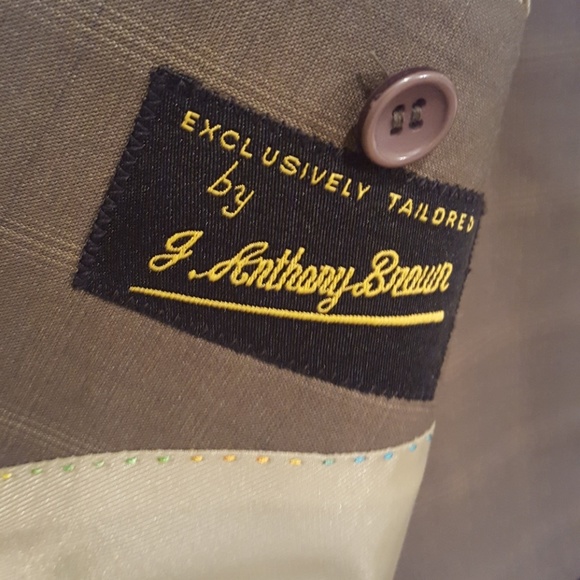 EXCLUSIVELY TAILORED
by
J. Anthony Brown